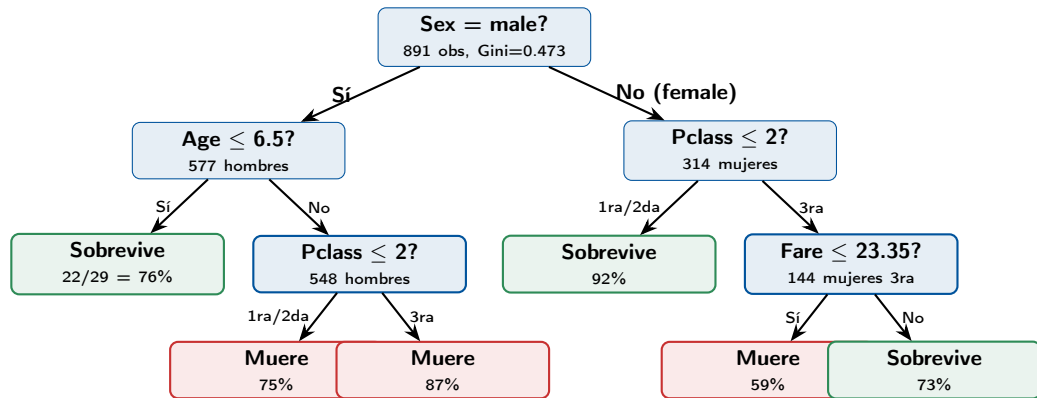 Sex = male?
891 obs, Gini=0.473
Sí
No (female)
Age ≤ 6.5?
577 hombres
Pclass ≤ 2?
314 mujeres
Sí
No
1ra/2da
3ra
Sobrevive
22/29 = 76%
Pclass ≤ 2?
548 hombres
Sobrevive
92%
Fare ≤ 23.35?
144 mujeres 3ra
1ra/2da
3ra
Sí
No
Muere
75%
Muere
87%
Muere
59%
Sobrevive
73%